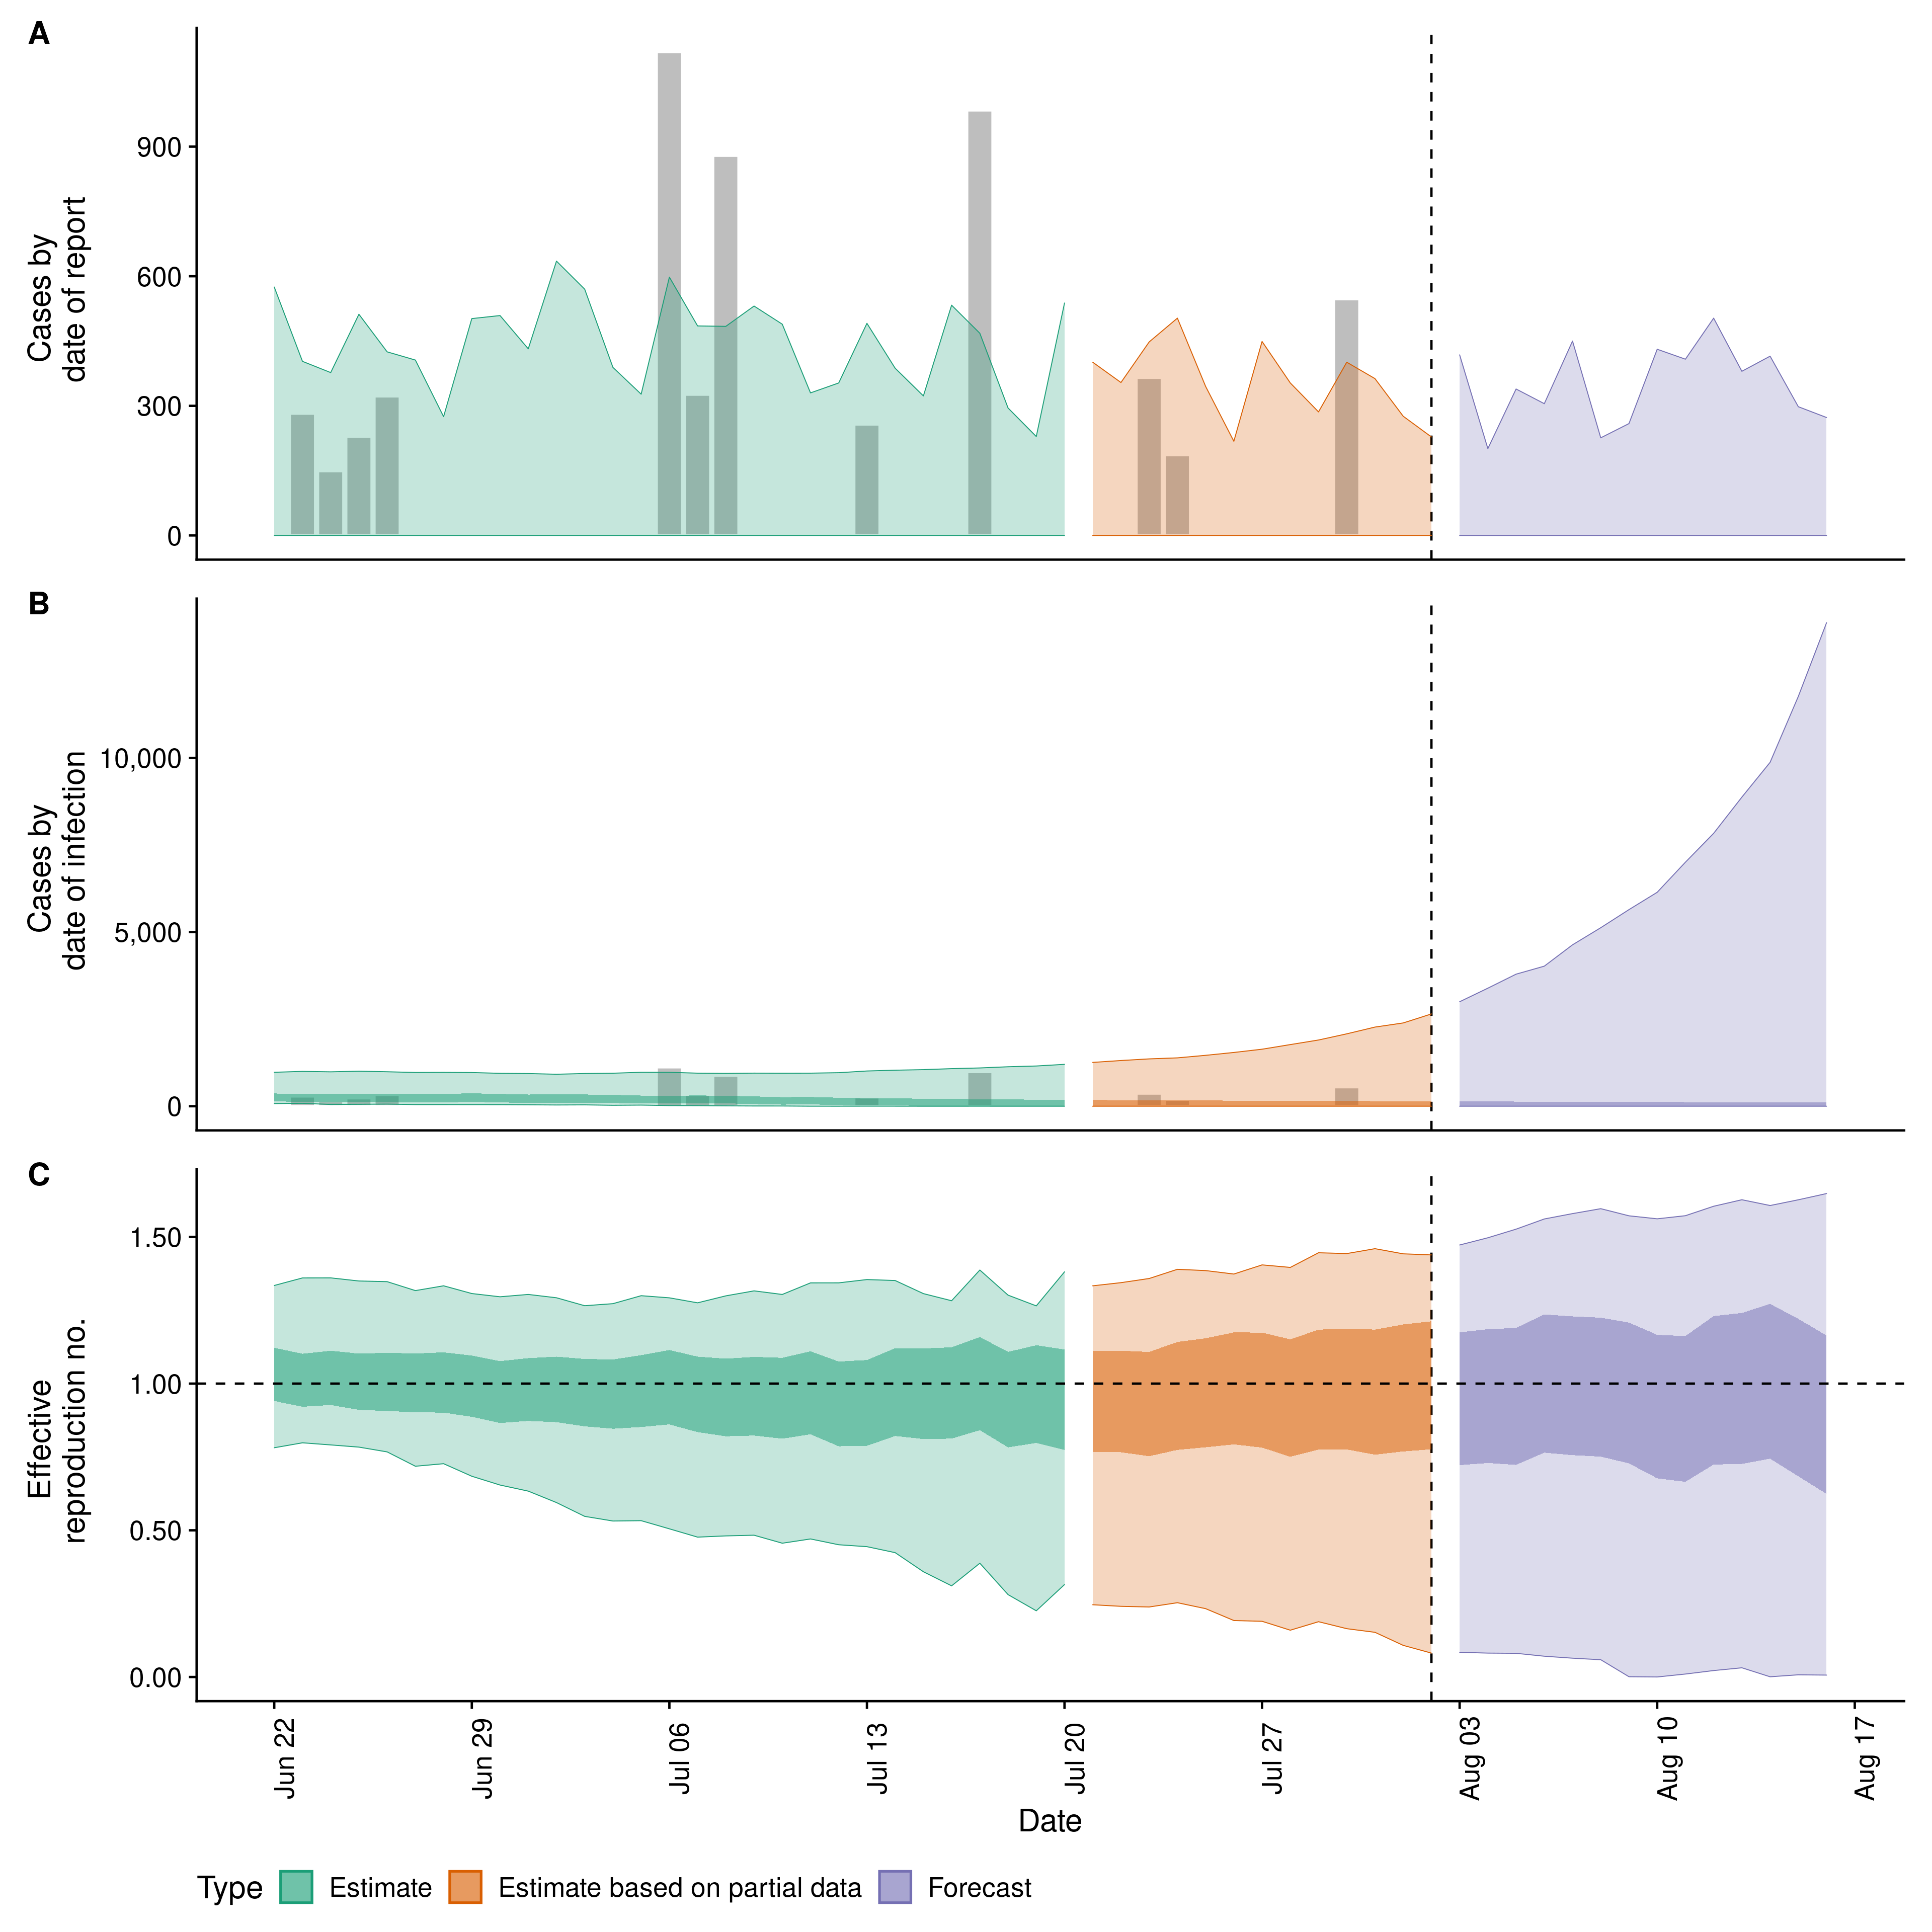 A
Cases by
date of report
900
600
300
0
B
Cases by
date of infection
10,000
5,000
0
C
Effective
reproduction no.
1.50
1.00
0.50
0.00
Jun 22
Jun 29
Jul 06
Jul 13
Jul 20
Jul 27
Aug 03
Aug 10
Aug 17
Date
Type
Estimate
Estimate based on partial data
Forecast